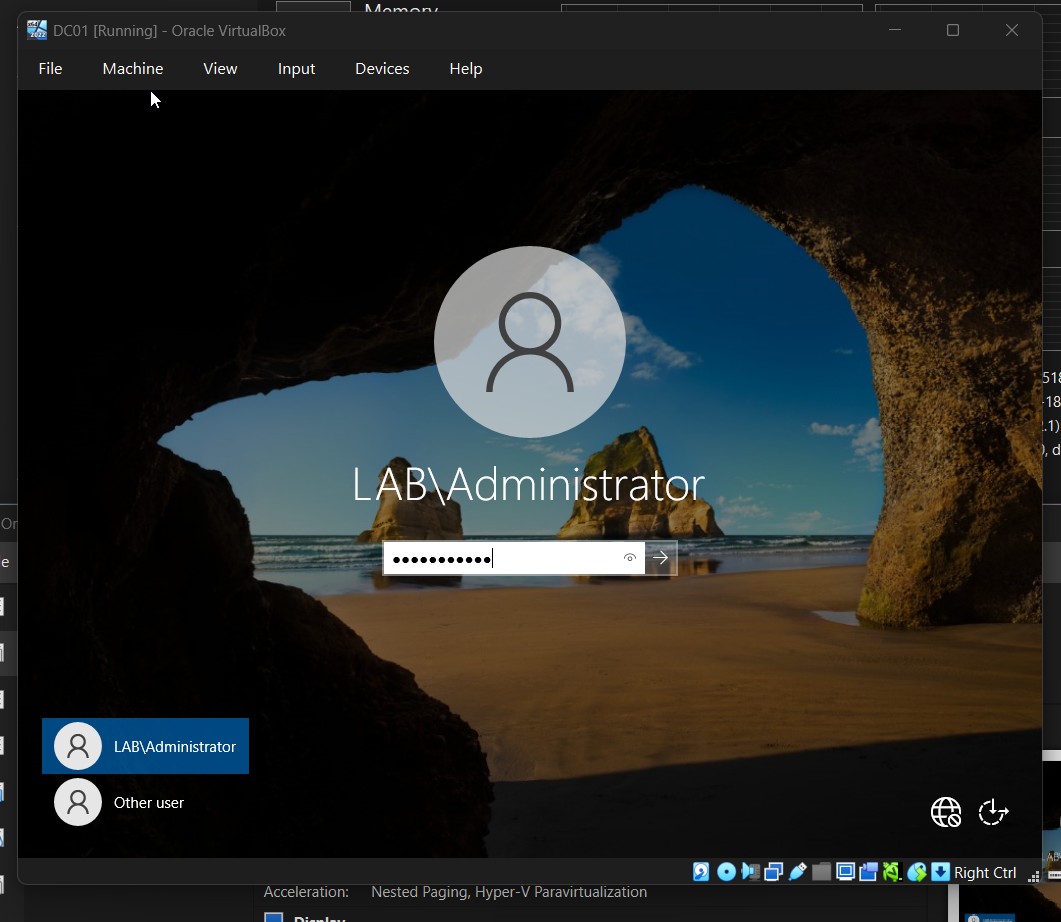 Memory
DC01 [Running] - Oracle VirtualBox
File Machine View Input Devices Help
LAB\Administrator
●●●●●●●●●●●
LAB\Administrator
Other user
Right Ctrl
Acceleration: Nested Paging, Hyper-V Paravirtualization
Display